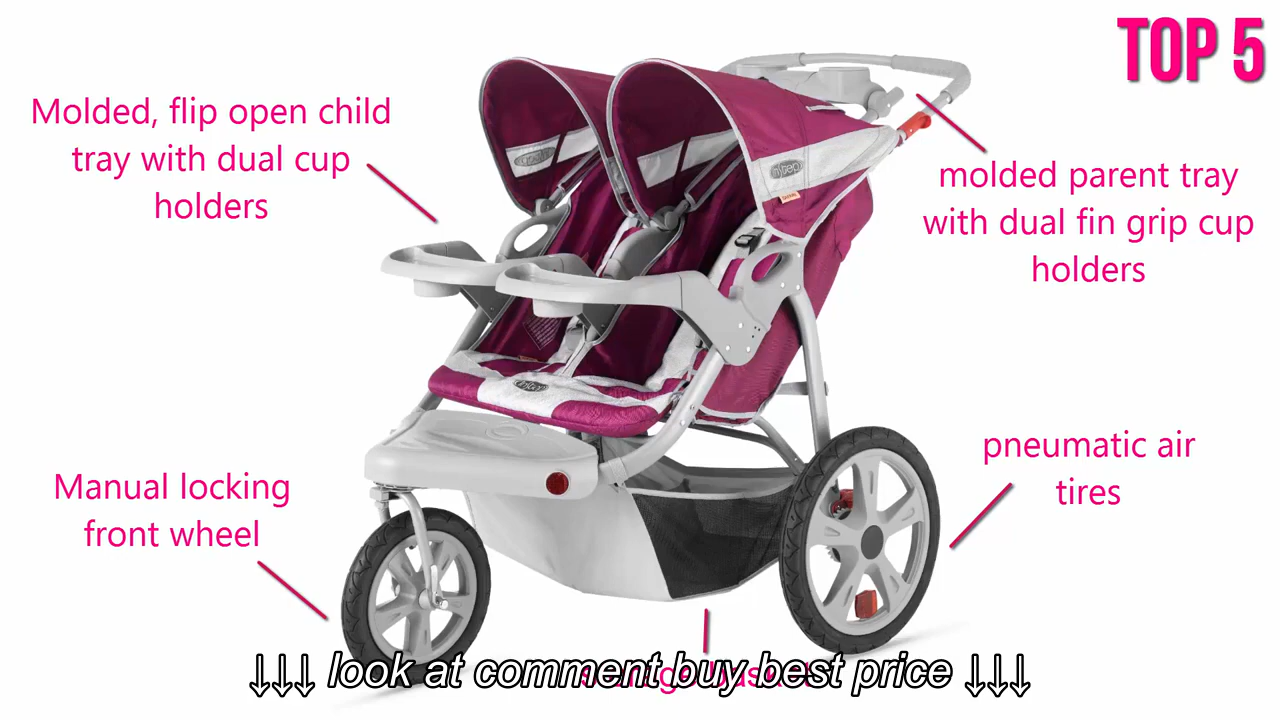 TOP 5
Molded, flip open child
tray with dual cup
holders
molded parent tray
with dual fin grip cup
holders
instep
pneumatic air
tires
Manual locking
front wheel
↓↓↓ look at comment buy best price ↓↓↓